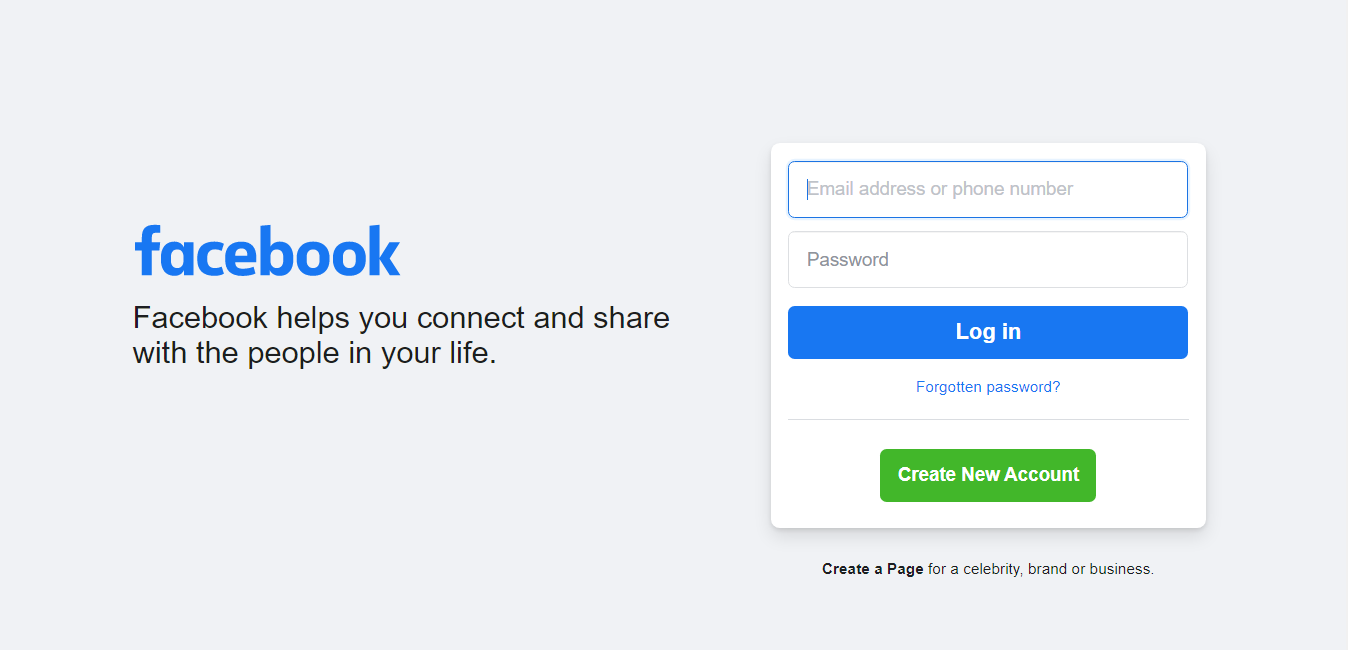 facebook
Facebook helps you connect and share
with the people in your life.
Email address or phone number
Password
Log in
Forgotten password?
Create New Account
Create a Page for a celebrity, brand or business.